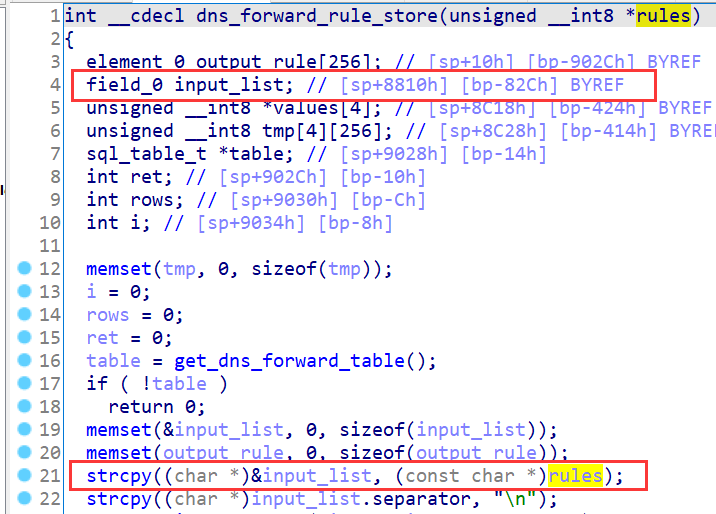 1 int __cdecl dns_forward_rule_store(unsigned __int8 *rules)
2 {
3 element_0 output_rule[256]; // [sp+10h] [bp-902Ch] BYREF
4 field_0 input_list; // [sp+8810h] [bp-82Ch] BYREF
5 unsigned __int8 *values[4]; // [sp+8C18h] [bp-424h] BYREF
6 unsigned __int8 tmp[4][256]; // [sp+8C28h] [bp-414h] BYREF
7 sql_table_t *table; // [sp+9028h] [bp-14h]
8 int ret; // [sp+902Ch] [bp-10h]
9 int rows; // [sp+9030h] [bp-Ch]
10 int i; // [sp+9034h] [bp-8h]
11
12 memset(tmp, 0, sizeof(tmp));
13 i = 0;
14 rows = 0;
15 ret = 0;
16 table = get_dns_forward_table();
17 if ( !table )
18 return 0;
19 memset(&input_list, 0, sizeof(input_list));
20 memset(output_rule, 0, sizeof(output_rule));
21 strcpy((char *)&input_list, (const char *)rules);
22 strcpy((char *)input_list.separator, "\n");